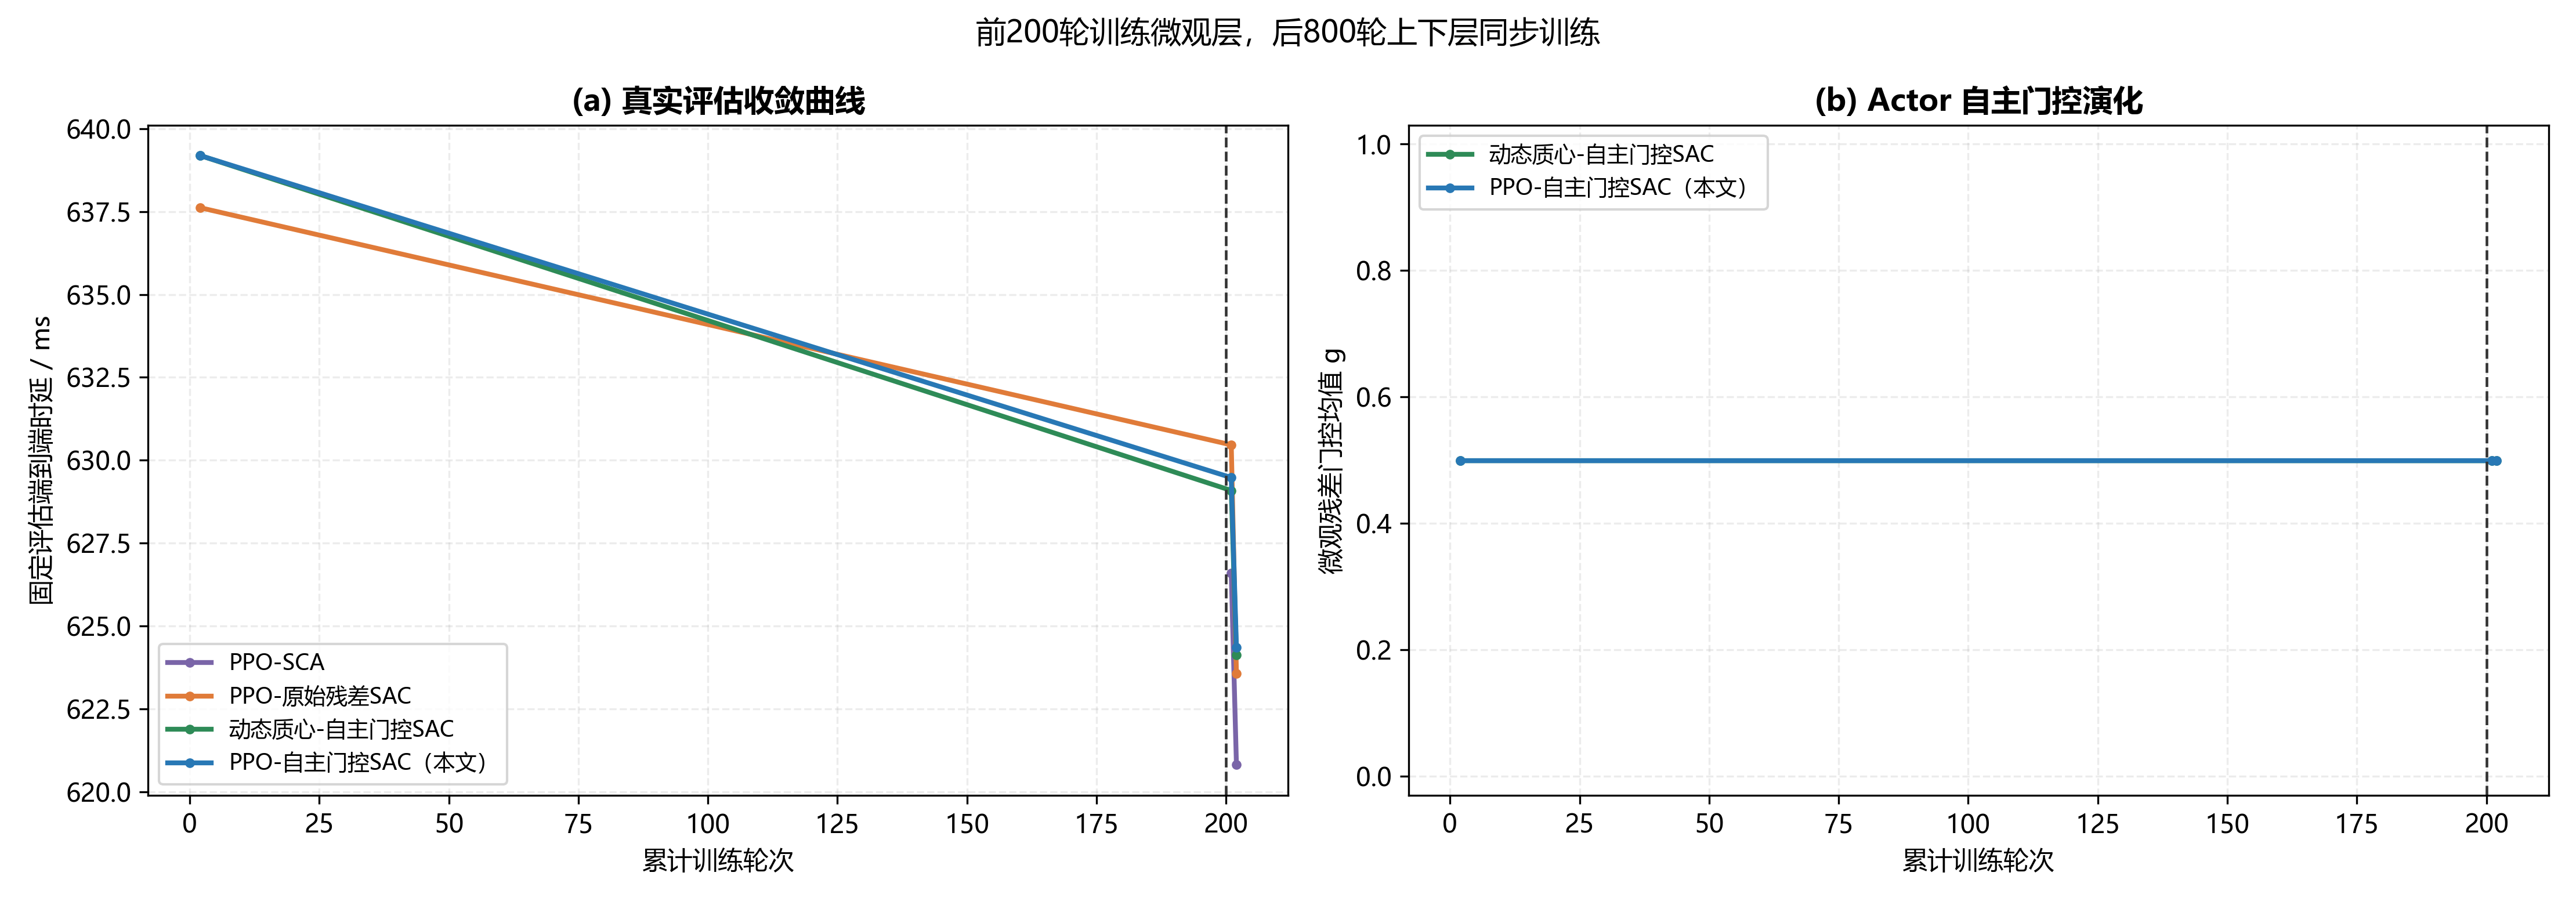 前200轮训练微观层，后800轮上下层同步训练
(a) 真实评估收敛曲线
640.0
637.5
635.0
632.5
630.0
627.5
625.0
622.5
620.0
固定评估端到端时延 / ms
PPO-SCA
PPO-原始残差SAC
动态质心-自主门控SAC
PPO-自主门控SAC（本文）
0 25 50 75 100 125 150 175 200
累计训练轮次
(b) Actor 自主门控演化
1.0
0.8
0.6
0.4
0.2
0.0
微观残差门控均值 g
动态质心-自主门控SAC
PPO-自主门控SAC（本文）
0 25 50 75 100 125 150 175 200
累计训练轮次